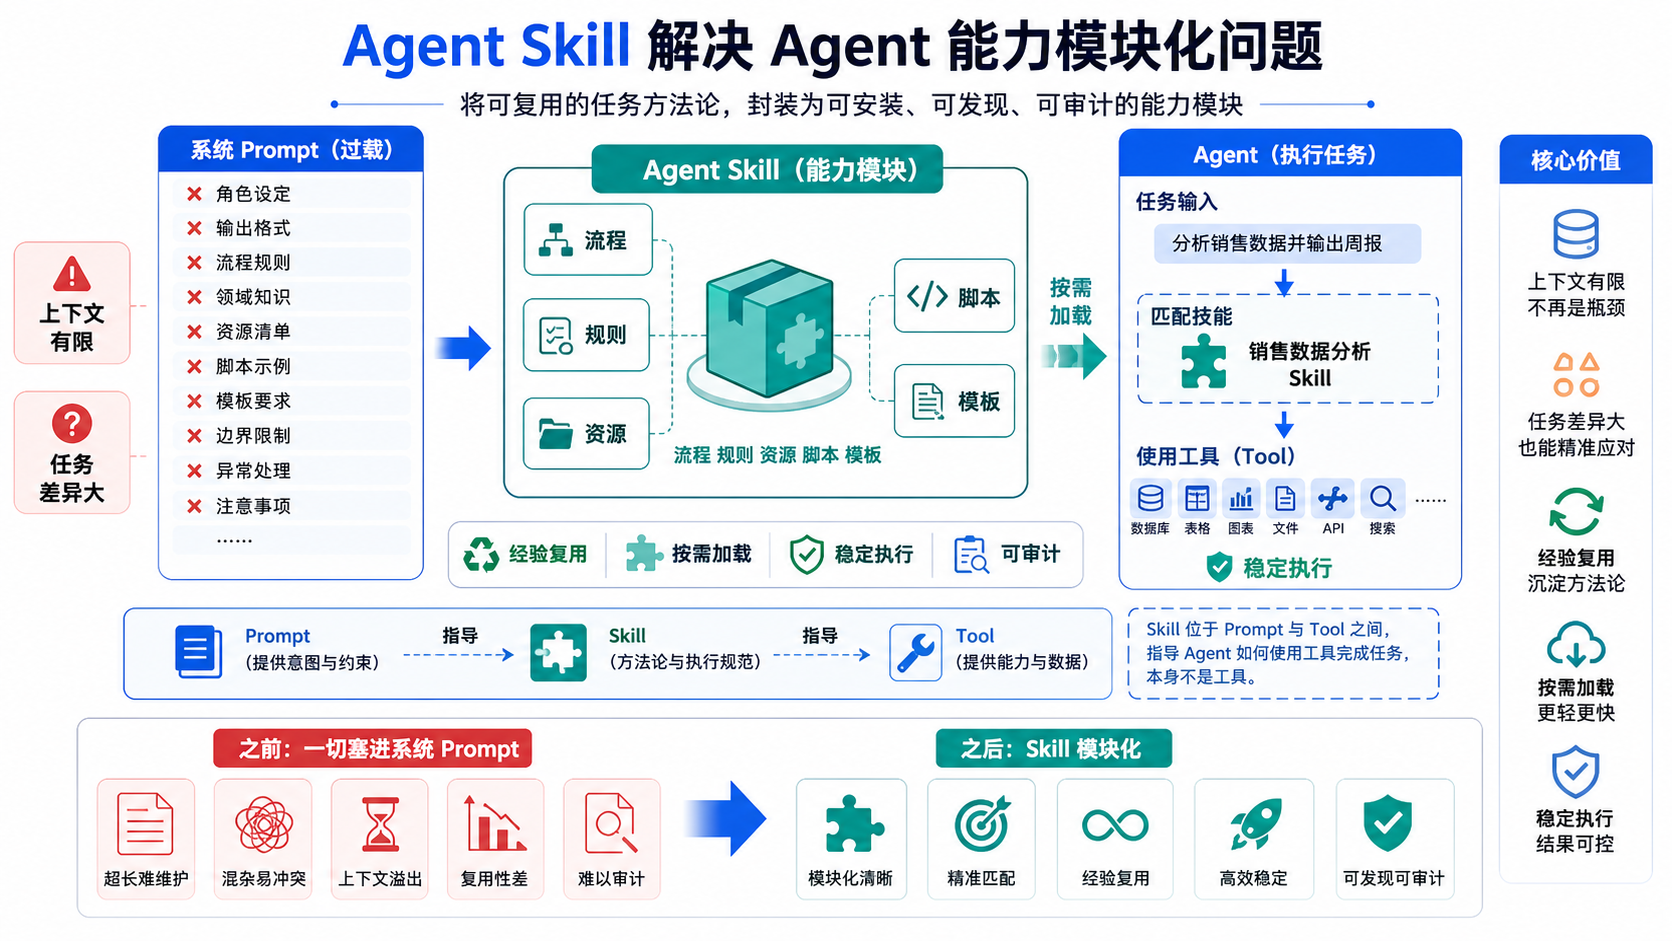 Agent Skill 解决 Agent 能力模块化问题
将可复用的任务方法论，封装为可安装、可发现、可审计的能力模块
上下文
有限
任务
差异大
系统 Prompt（过载）
角色设定
输出格式
流程规则
领域知识
资源清单
脚本示例
模板要求
边界限制
异常处理
注意事项
……
Agent Skill（能力模块）
流程
规则
资源
脚本
模板
流程 规则 资源 脚本 模板
经验复用
按需加载
稳定执行
可审计
按需
加载
Agent（执行任务）
任务输入
分析销售数据并输出周报
匹配技能
销售数据分析
Skill
使用工具（Tool）
数据库
表格
图表
文件
API
搜索
……
稳定执行
Prompt
（提供意图与约束）
指导
Skill
（方法论与执行规范）
指导
Tool
（提供能力与数据）
Skill 位于 Prompt 与 Tool 之间，
指导 Agent 如何使用工具完成任务，
本身不是工具。
之前：一切塞进系统 Prompt
超长难维护
混杂易冲突
上下文溢出
复用性差
难以审计
之后：Skill 模块化
模块化清晰
精准匹配
经验复用
高效稳定
可发现可审计
核心价值
上下文有限
不再是瓶颈
任务差异大
也能精准应对
经验复用
沉淀方法论
按需加载
更轻更快
稳定执行
结果可控